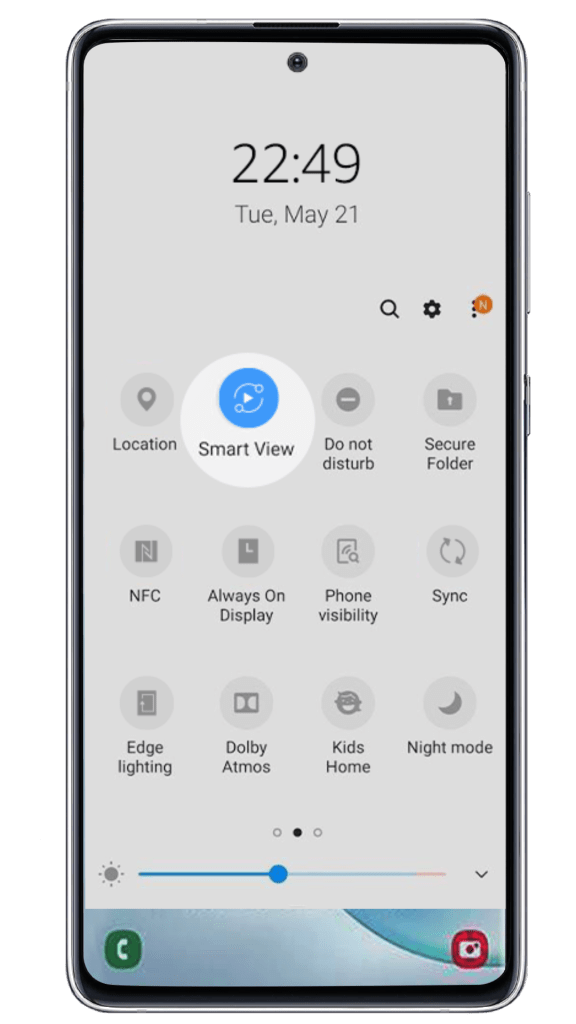 22:49
Tue, May 21
N
Location
Smart View
Do not
disturb
Secure
Folder
NFC
Always On
Display
Phone
visibility
Sync
Edge
lighting
Dolby
Atmos
Kids
Home
Night mode